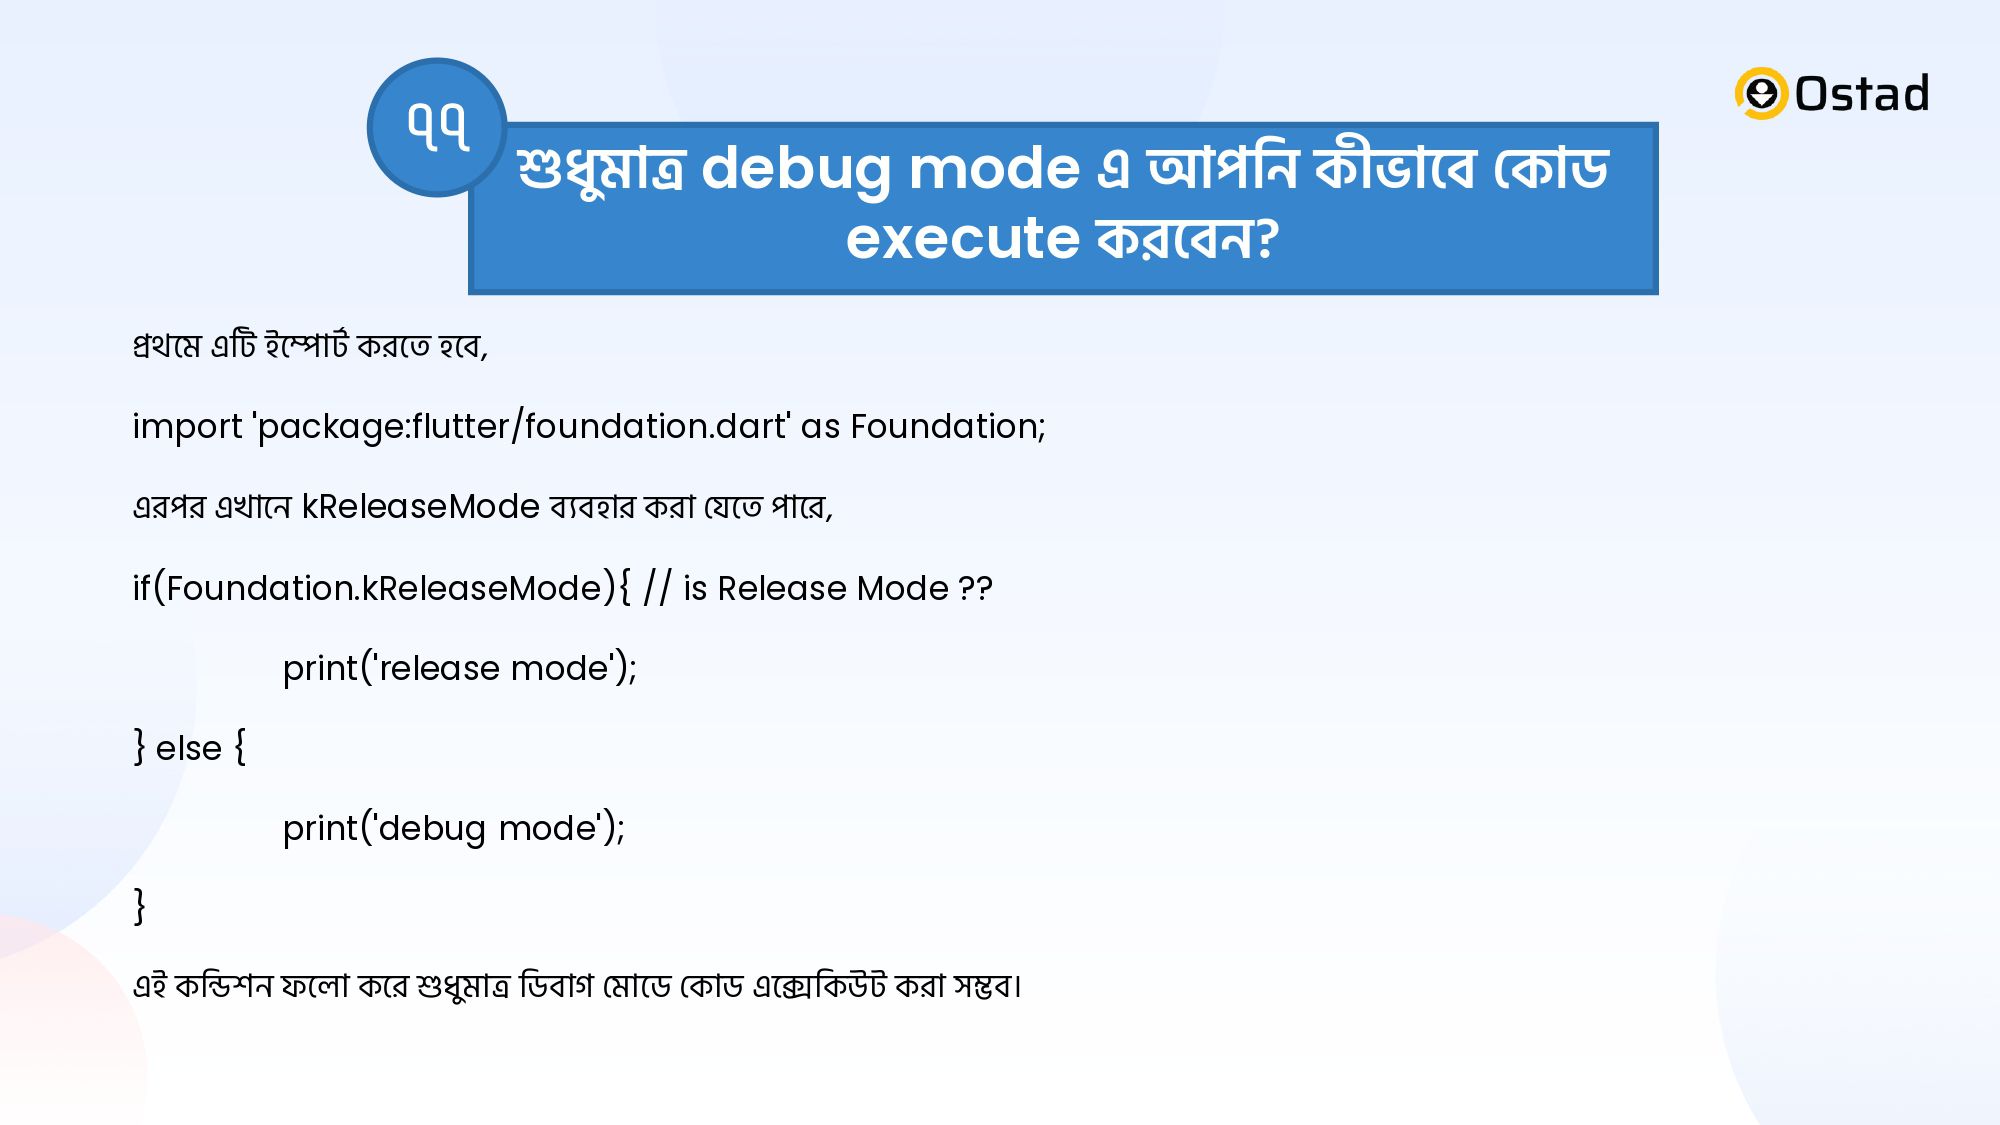 ৭৭
Ostad
শুধুমাত্র debug mode এ আপনি কীভাবে কোড
execute করবেন?
প্রথমে এটি ইম্পোর্ট করতে হবে,
import 'package:flutter/foundation.dart' as Foundation;
এরপর এখানে kReleaseMode ব্যবহার করা যেতে পারে,
if(Foundation.kReleaseMode){ // is Release Mode ??
print('release mode');
} else {
print('debug mode');
}
এই কন্ডিশন ফলো করে শুধুমাত্র ডিবাগ মোডে কোড এক্সেকিউট করা সম্ভব।